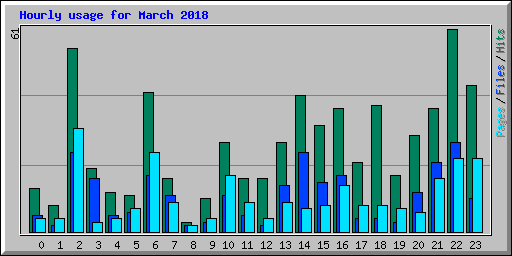 Hourly usage for March 2018
61
Pages/Files/Hits
0 1 2 3 4 5 6 7 8 9 10 11 12 13 14 15 16 17 18 19 20 21 22 23